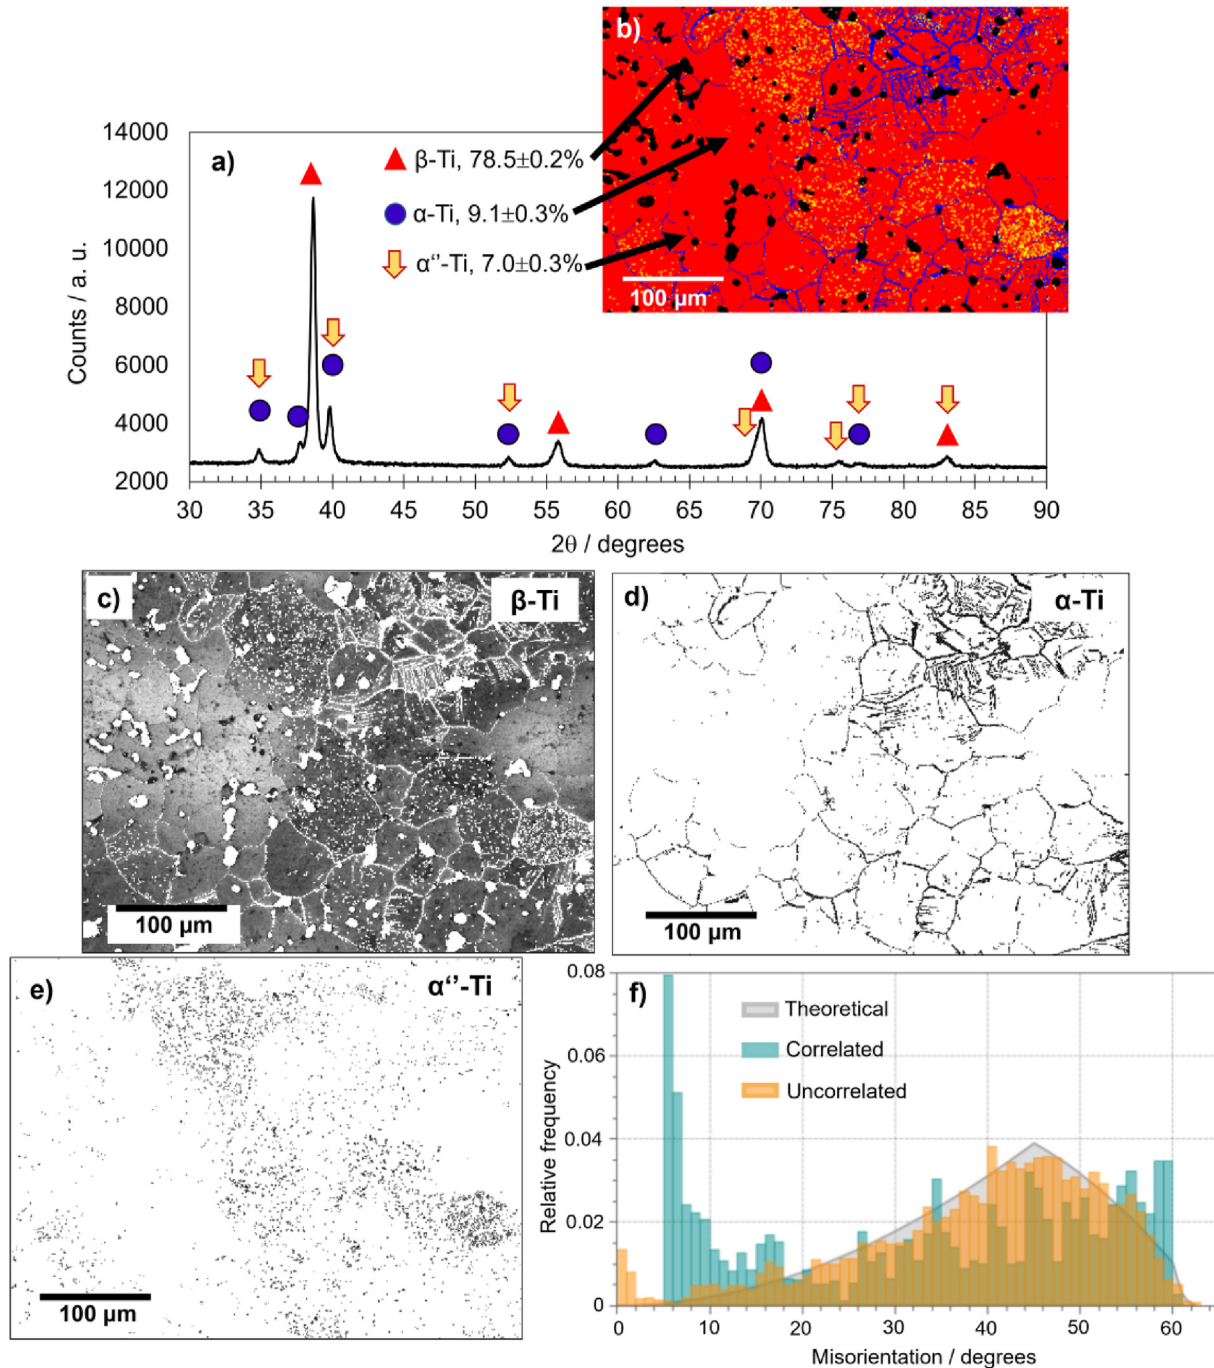 b)
100 µm
a)
β-Ti, 78.5±0.2%
α-Ti, 9.1±0.3%
α‘’-Ti, 7.0±0.3%
Counts / a. u.
14000
12000
10000
8000
6000
4000
2000
30 35 40 45 50 55 60 65 70 75 80 85 90
2θ / degrees
c)
β-Ti
100 µm
d)
α-Ti
100 µm
e)
α‘’-Ti
100 µm
f)
Theoretical
Correlated
Uncorrelated
Relative frequency
0.08
0.06
0.04
0.02
0
0 10 20 30 40 50 60
Misorientation / degrees